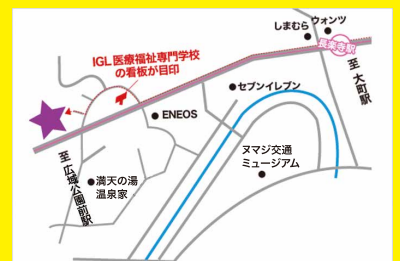 しまむら
ウォンツ
長楽寺駅
至 大町駅
IGL医療福祉専門学校
の看板が目印
セブンイレブン
ENEOS
ヌマジ交通
ミュージアム
至 広域公園前駅
満天の湯
温泉家